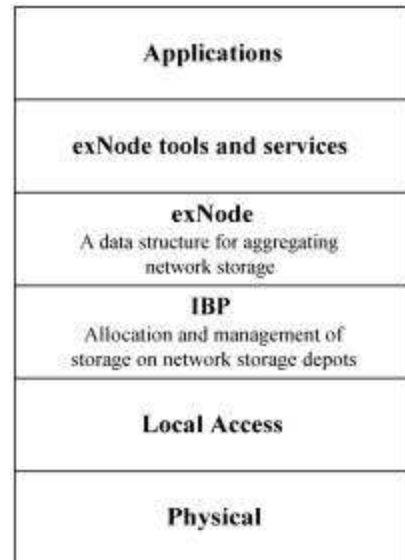 Applications
exNode tools and services
exNode
A data structure for aggregating
network storage
IBP
Allocation and management of
storage on network storage depots
Local Access
Physical